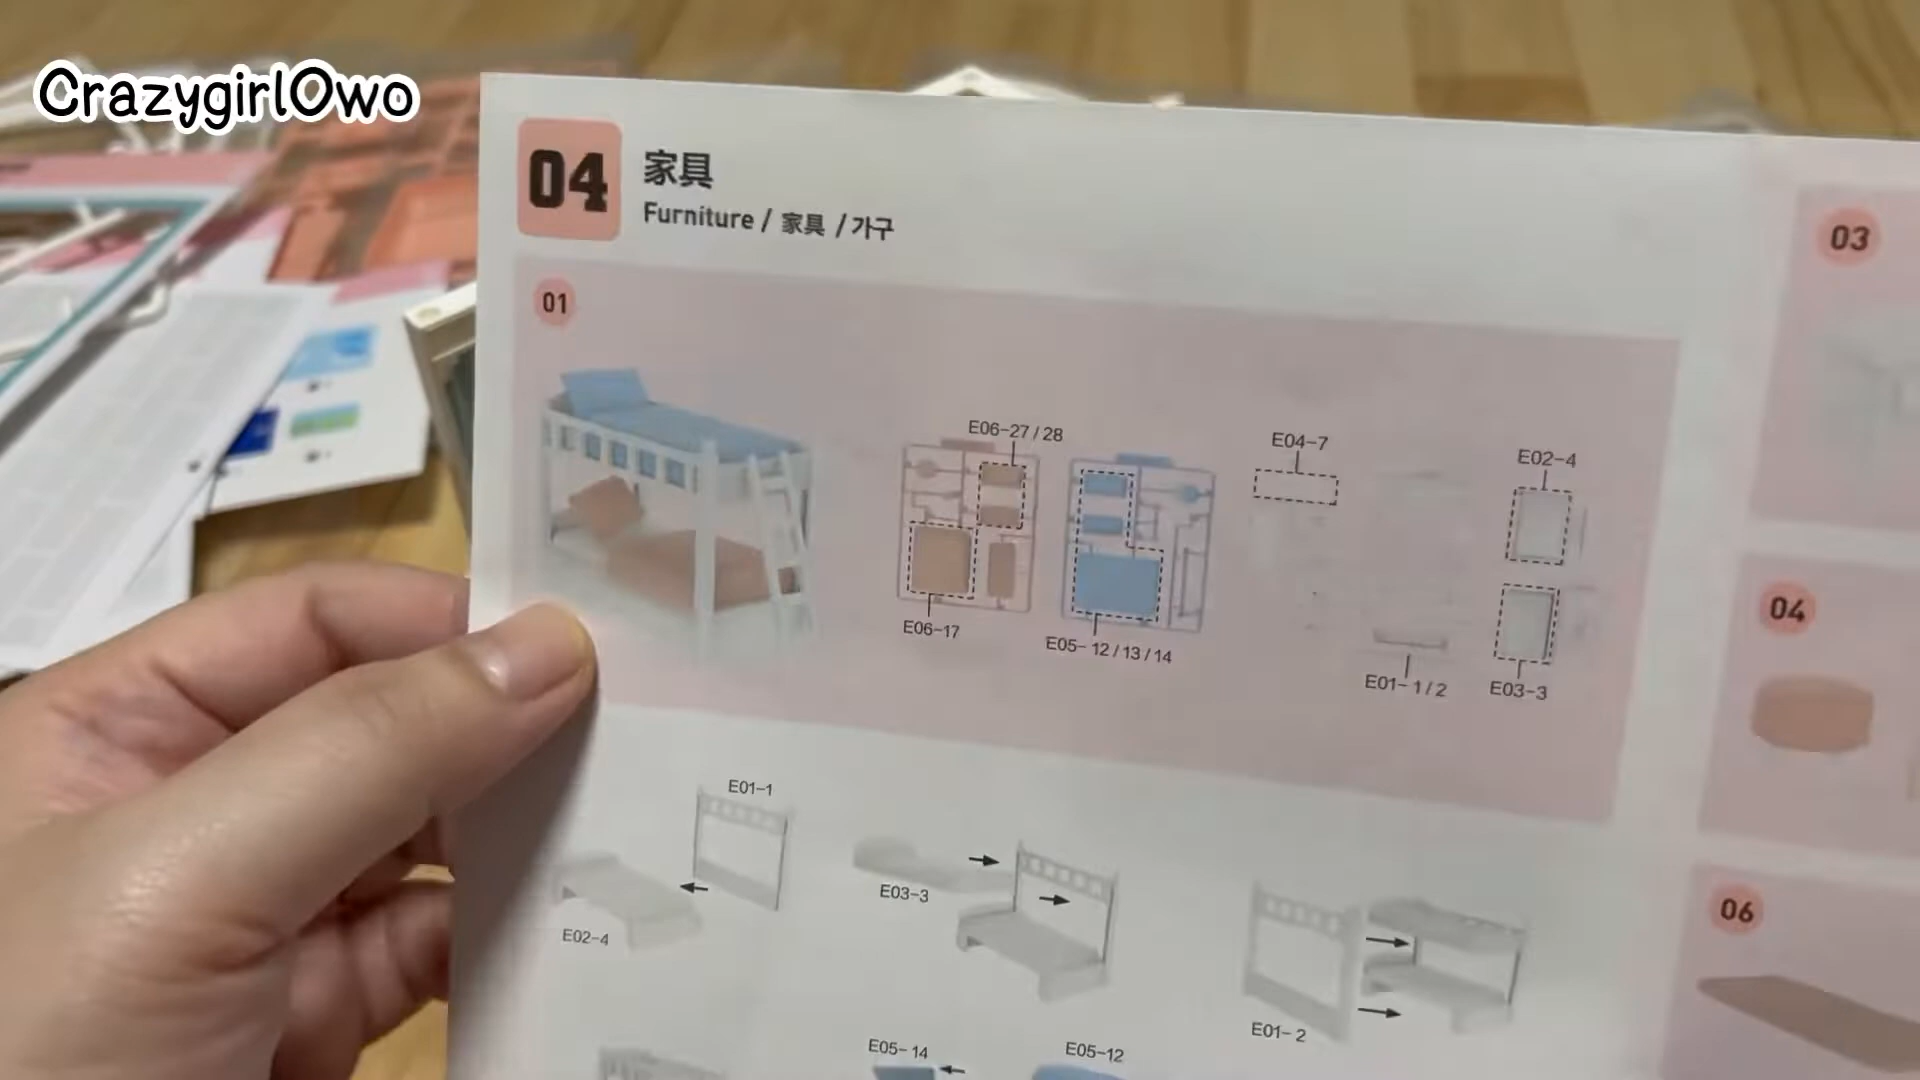 CrazygirlOwo
04
家具
Furniture / 家具 / 가구
01
E06-27 / 28
E06-17
E05- 12 / 13 / 14
E04-7
E02-4
E01- 1 / 2
E03-3
E01-1
E02-4
E03-3
E01- 2
E05- 14
E05-12
03
04
06